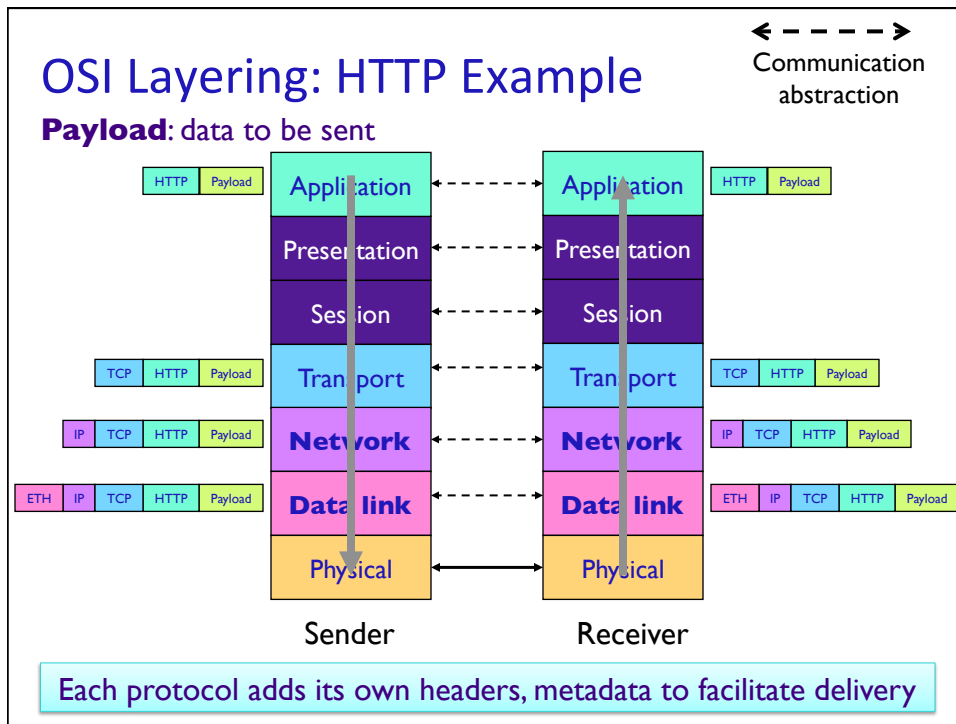 OSI Layering: HTTP Example
Communication
abstraction
Payload: data to be sent
HTTP Payload Application Application HTTP Payload
Presentation Presentation
Session Session
TCP HTTP Payload Transport Transport TCP HTTP Payload
IP TCP HTTP Payload Network Network IP TCP HTTP Payload
ETH IP TCP HTTP Payload Data link Data link ETH IP TCP HTTP Payload
Physical Physical
Sender Receiver
Each protocol adds its own headers, metadata to facilitate delivery